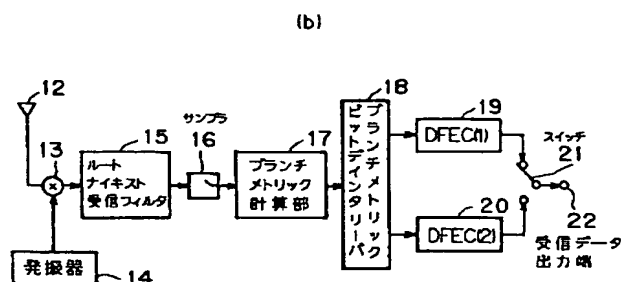 (b)
12
13
発振器
14
15
ルート
ナイキスト
受信フィルタ
サンプラ
16
17
ブランチ
メトリック
計算部
18
ブランチメトリック
ビットディンタリーバ
19
DFEC(1)
20
DFEC(2)
スイッチ
21
22
受信データ
出力端